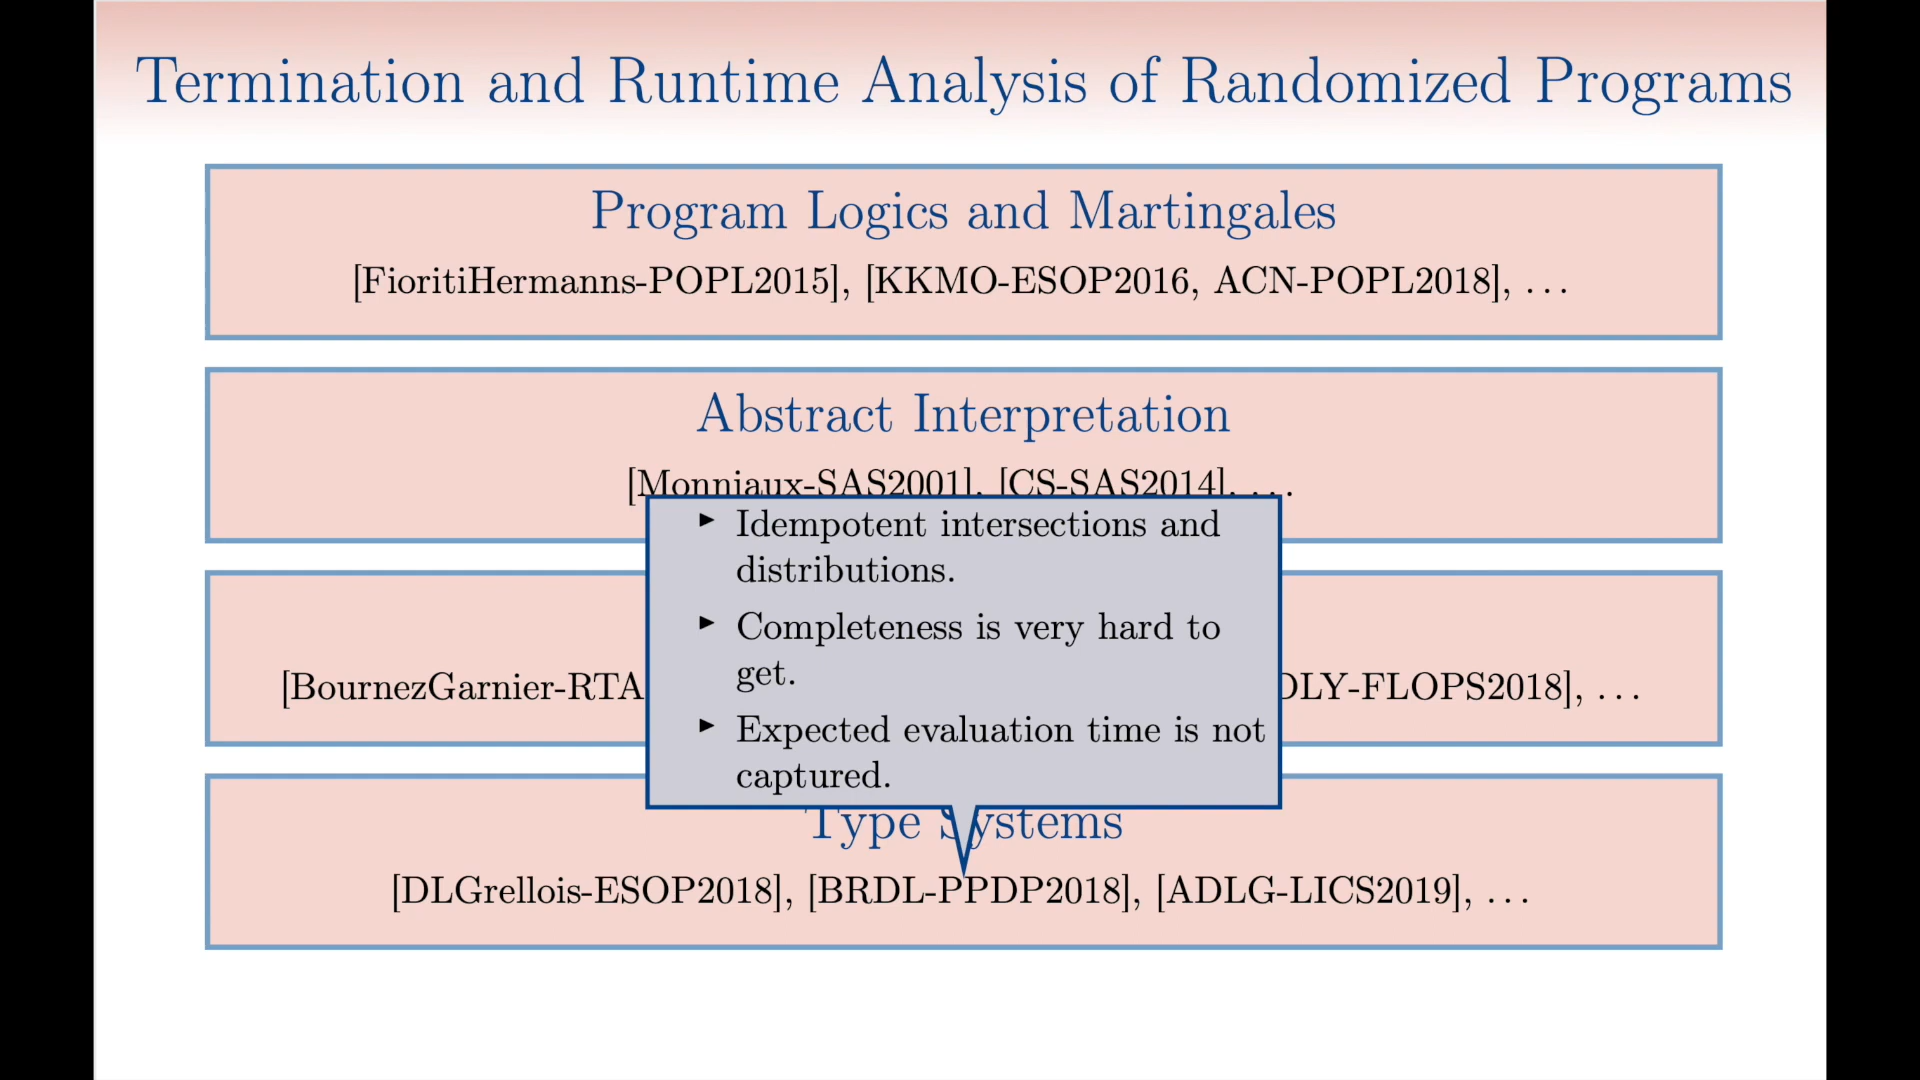 Termination and Runtime Analysis of Randomized Programs
Program Logics and Martingales
[FioritiHermanns-POPL2015], [KKMO-ESOP2016, ACN-POPL2018], ...
Abstract Interpretation
[Monniaux-SAS2001], [CS-SAS2014], ...
▸ Idempotent intersections and
distributions.
▸ Completeness is very hard to
get.
▸ Expected evaluation time is not
captured.
[BournezGarnier-RTA
DLY-FLOPS2018], ...
Type Systems
[DLGrellois-ESOP2018], [BRDL-PPDP2018], [ADLG-LICS2019], ...